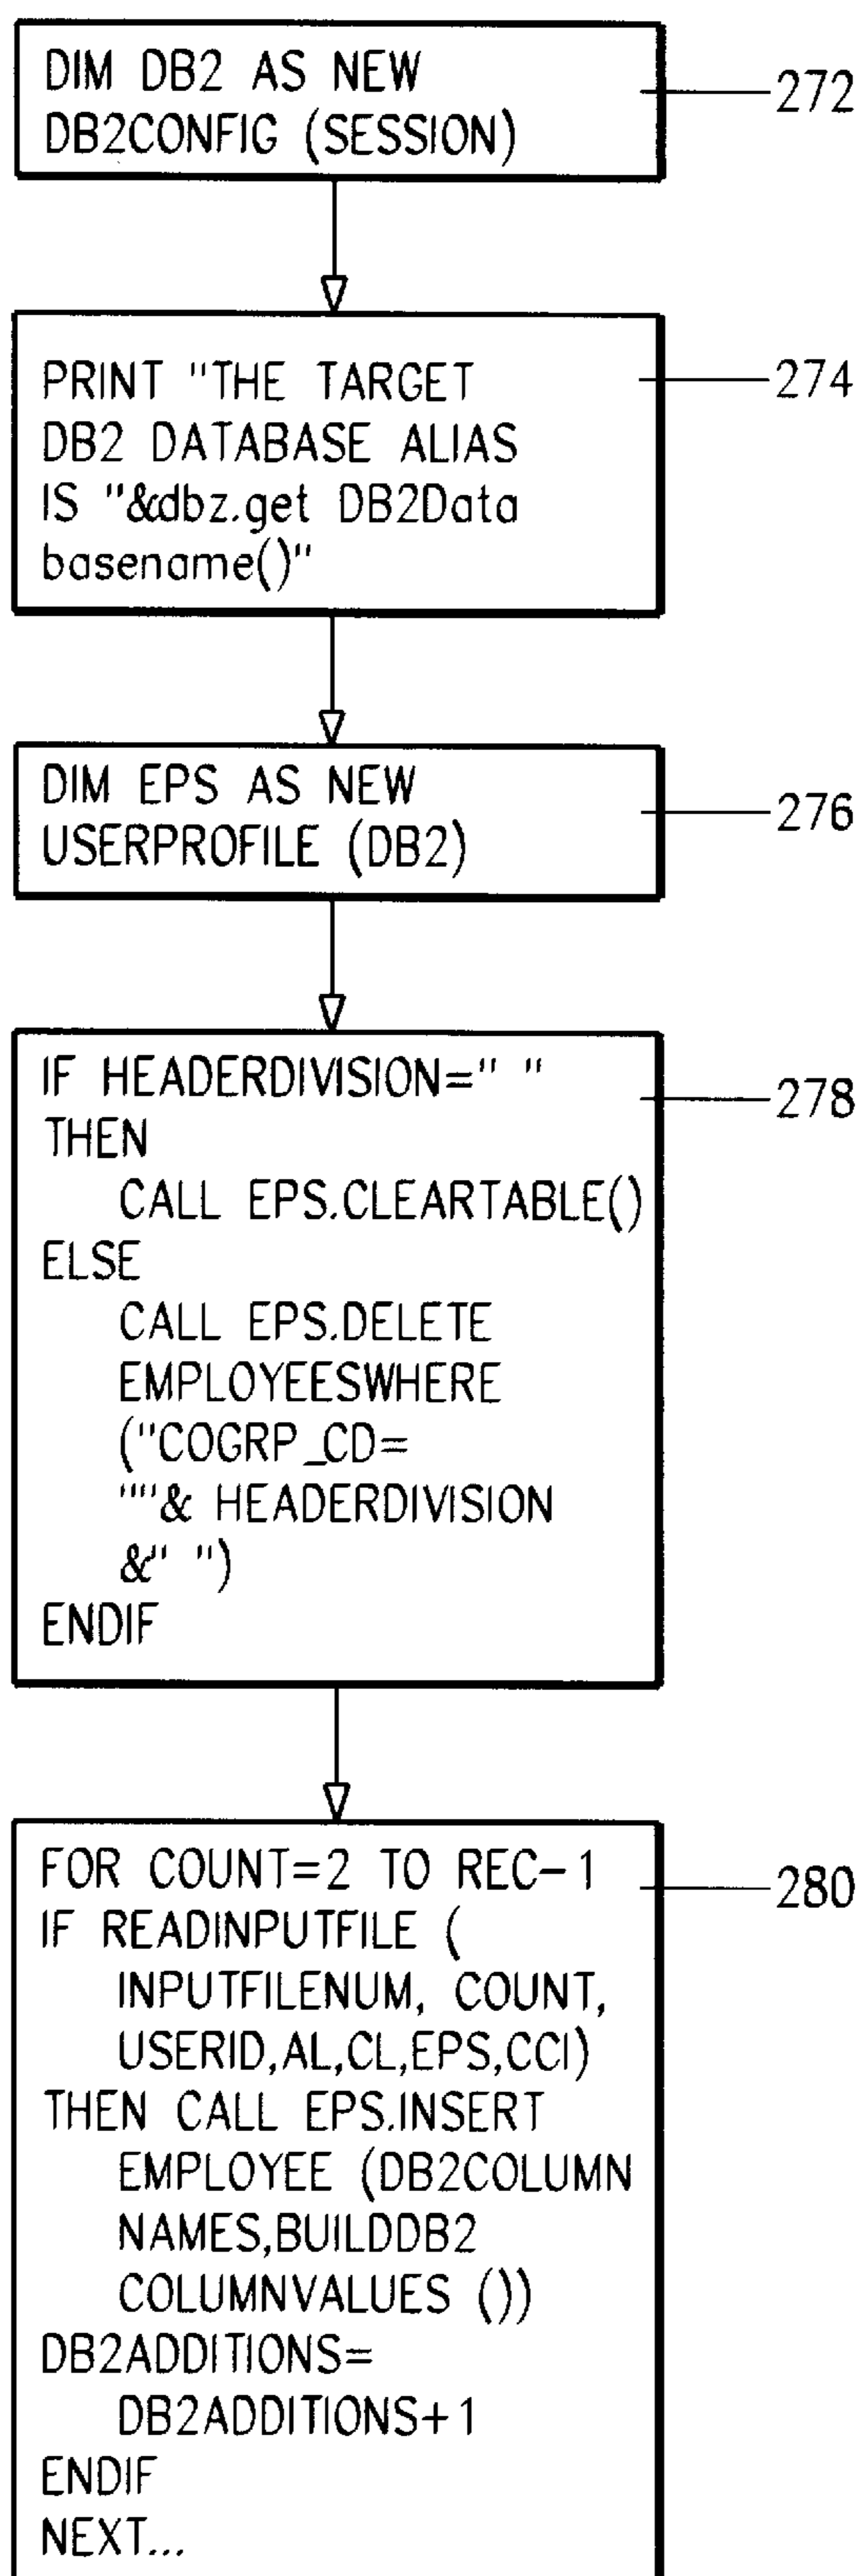 DIM DB2 AS NEW
DB2CONFIG (SESSION)
272
PRINT "THE TARGET
DB2 DATABASE ALIAS
IS "&dbz.get DB2Data
basename()"
274
DIM EPS AS NEW
USERPROFILE (DB2)
276
IF HEADERDIVISION=" "
THEN
CALL EPS.CLEARTABLE()
ELSE
CALL EPS.DELETE
EMPLOYEESWHERE
("COGRP_CD=
""& HEADERDIVISION
&" ")
ENDIF
278
FOR COUNT=2 TO REC-1
IF READINPUTFILE (
INPUTFILENUM, COUNT,
USERID,AL,CL,EPS,CCI)
THEN CALL EPS.INSERT
EMPLOYEE (DB2COLUMN
NAMES,BUILDDB2
COLUMNVALUES ())
DB2ADDITIONS=
DB2ADDITIONS+1
ENDIF
NEXT...
280